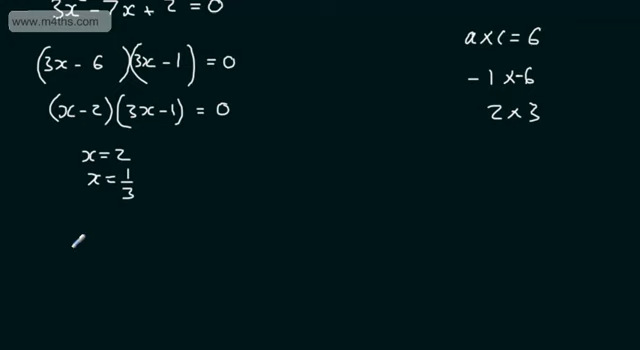 www.m4ths.com
3x² - 7x + 2 = 0
(3x - 6 )(3x - 1) = 0
(x - 2)(3x - 1) = 0
x = 2
x = 1/3
a x c = 6
- 1 x - 6
2 x 3